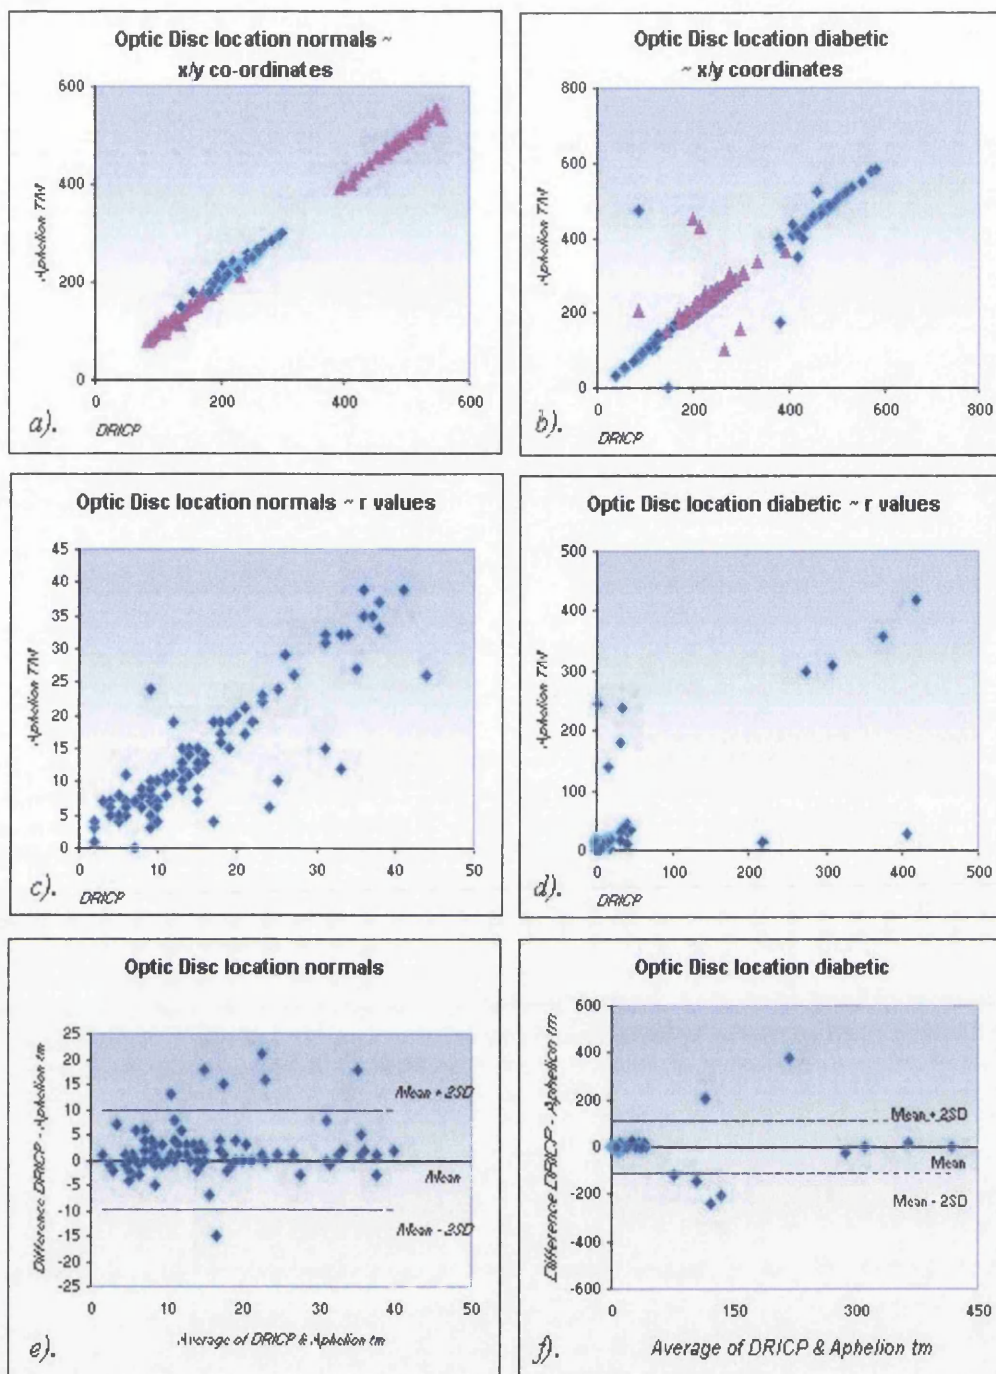 Optic Disc location normals ~
x/y co-ordinates
600
400
200
0
0 200 400 600
Aphelion TM
DRICP
a).
Optic Disc location diabetic
~ x/y coordinates
800
600
400
200
0
0 200 400 600 800
Aphelion TM
DRICP
b).
Optic Disc location normals ~ r values
45
40
35
30
25
20
15
10
5
0
0 10 20 30 40 50
Aphelion TM
DRICP
c).
Optic Disc location diabetic ~ r values
500
400
300
200
100
0
0 100 200 300 400 500
Aphelion TM
DRICP
d).
Optic Disc location normals
25
20
15
10
5
0
-5
-10
-15
-20
-25
0 10 20 30 40 50
Mean + 2SD
Mean
Mean - 2SD
Difference DRICP - Aphelion tm
Average of DRICP & Aphelion tm
e).
Optic Disc location diabetic
600
400
200
0
-200
-400
-600
0 150 300 450
Mean + 2SD
Mean
Mean - 2SD
Difference DRICP - Aphelion tm
Average of DRICP & Aphelion tm
f).